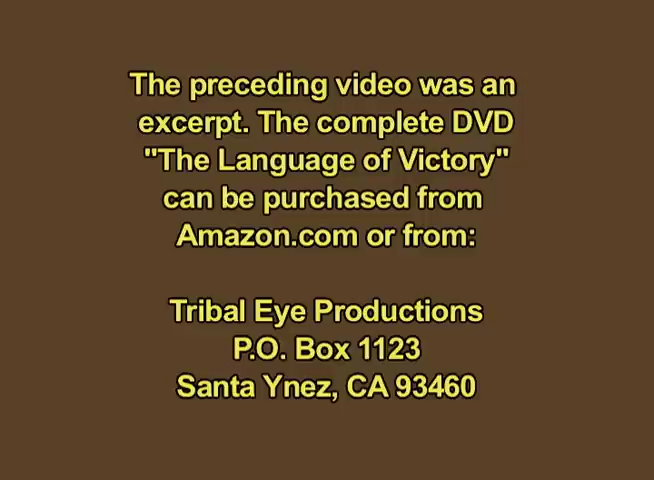 The preceding video was an
excerpt. The complete DVD
"The Language of Victory"
can be purchased from
Amazon.com or from:
Tribal Eye Productions
P.O. Box 1123
Santa Ynez, CA 93460